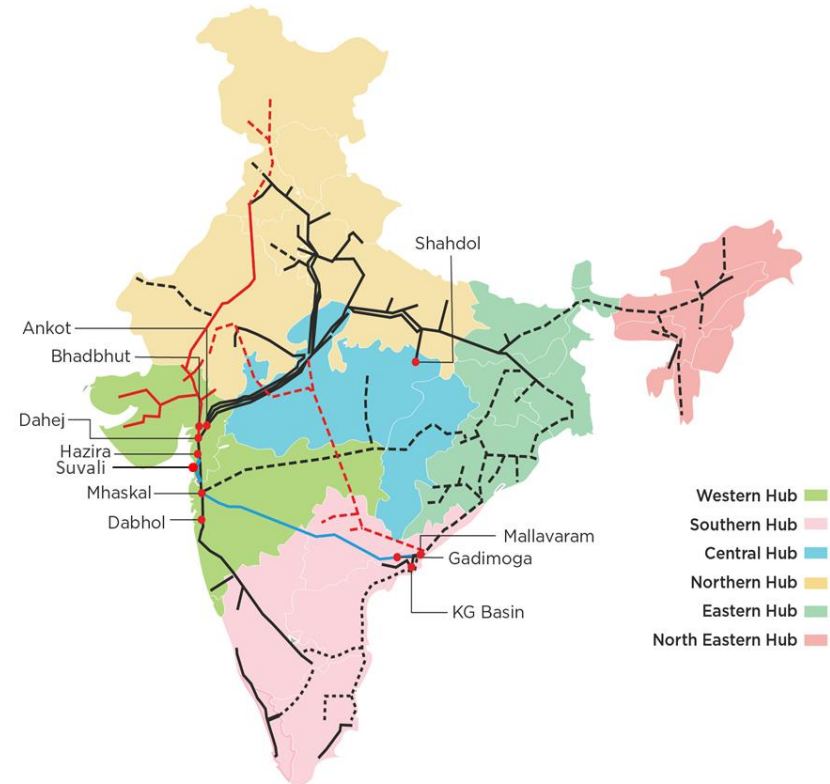 Shahdol
Ankot
Bhadbhut
Dahej
Hazira
Suvali
Mhaskal
Dabhol
Mallavaram
Gadimoga
KG Basin
Western Hub
Southern Hub
Central Hub
Northern Hub
Eastern Hub
North Eastern Hub